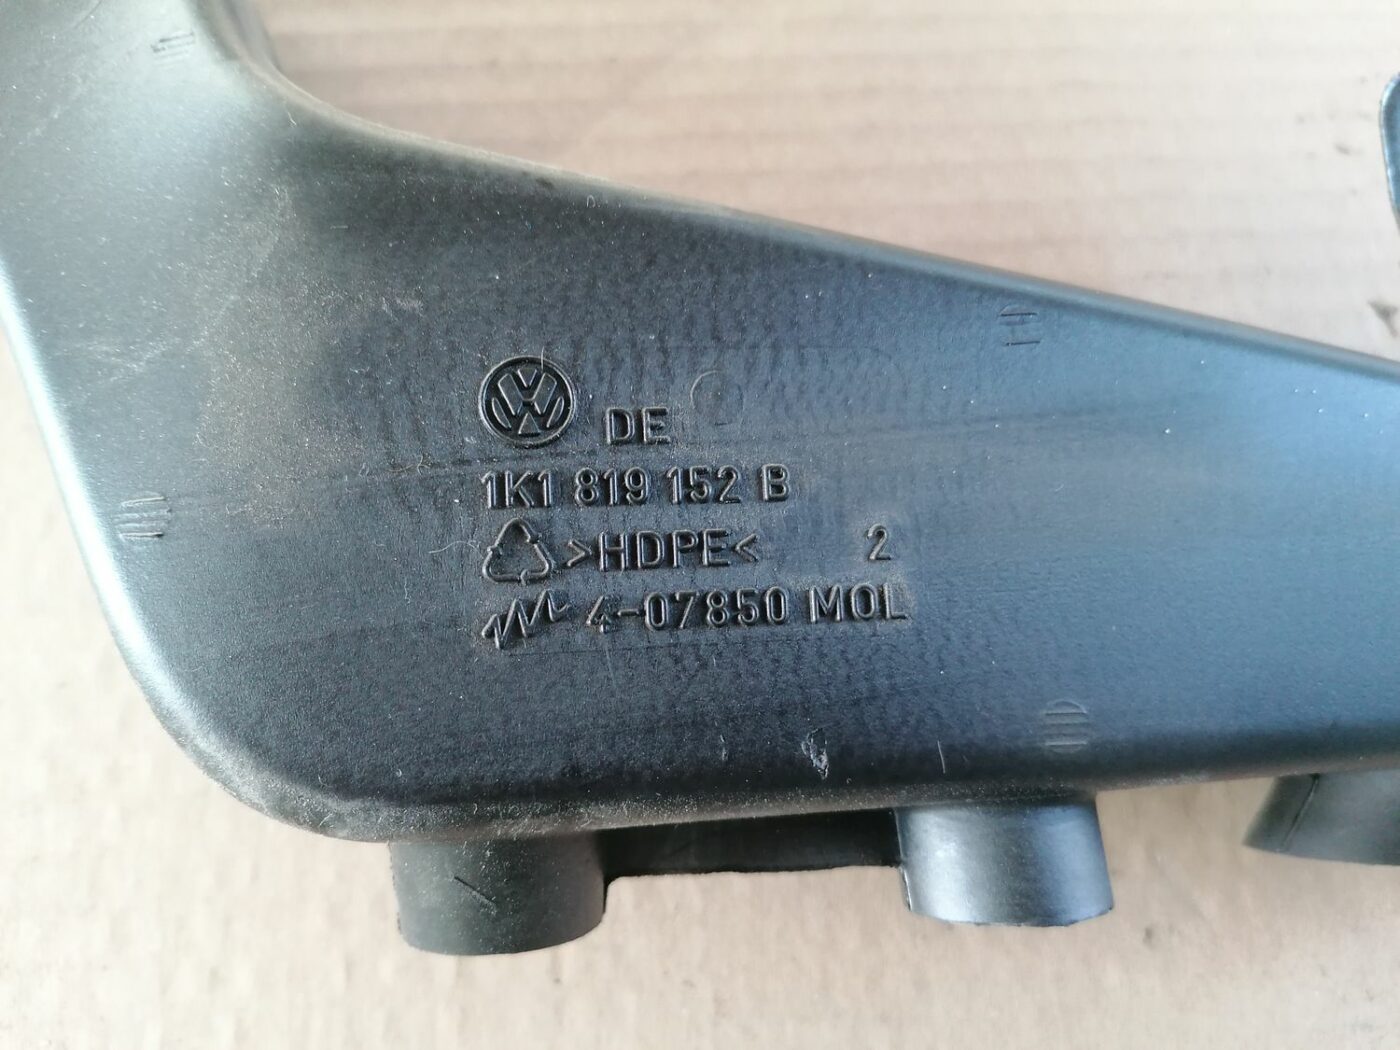 DE
1K1 819 152 B
>HDPE< 2
4-07850 MOL